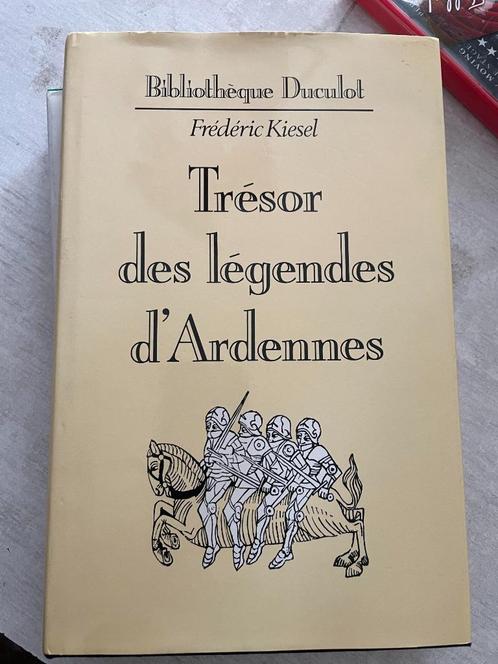 Bibliothèque Duculot
Frédéric Kiesel
Trésor
des légendes
d'Ardennes